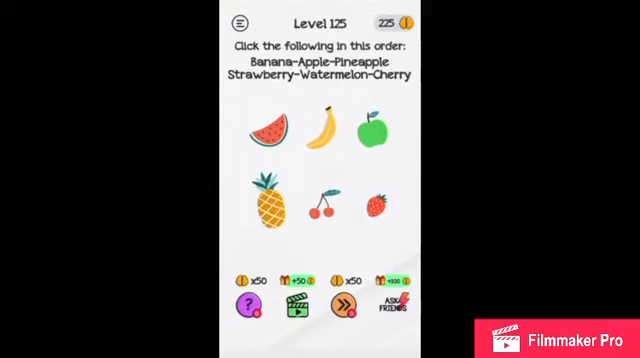 Level 125
225
Click the following in this order:
Banana-Apple-Pineapple
Strawberry-Watermelon-Cherry
x50
+50
x50
+100
?
ASK
FRIENDS
Filmmaker Pro